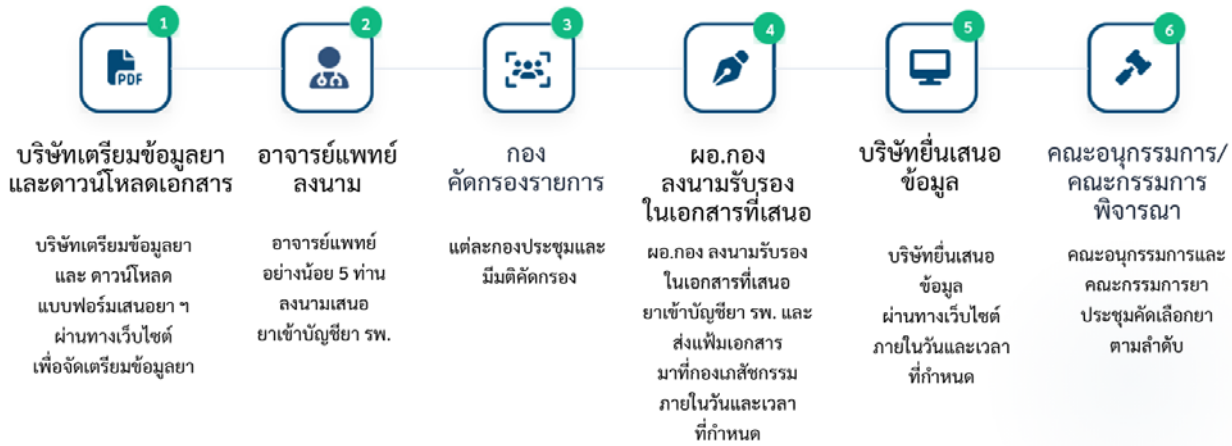 1
PDF
บริษัทเตรียมข้อมูลยา
และดาวน์โหลดเอกสาร
บริษัทเตรียมข้อมูลยา
และ ดาวน์โหลด
แบบฟอร์มเสนอยา ฯ
ผ่านทางเว็บไซต์
เพื่อจัดเตรียมข้อมูลยา
2
อาจารย์แพทย์
ลงนาม
อาจารย์แพทย์
อย่างน้อย 5 ท่าน
ลงนามเสนอ
ยาเข้าบัญชียา รพ.
3
กอง
คัดกรองรายการ
แต่ละกองประชุมและ
มีมติคัดกรอง
4
ผอ.กอง
ลงนามรับรอง
ในเอกสารที่เสนอ
ผอ.กอง ลงนามรับรอง
ในเอกสารที่เสนอ
ยาเข้าบัญชียา รพ. และ
ส่งแฟ้มเอกสาร
มาที่กองเภสัชกรรม
ภายในวันและเวลา
ที่กำหนด
5
บริษัทยื่นเสนอ
ข้อมูล
บริษัทยื่นเสนอ
ข้อมูล
ผ่านทางเว็บไซต์
ภายในวันและเวลา
ที่กำหนด
6
คณะอนุกรรมการ/
คณะกรรมการ
พิจารณา
คณะอนุกรรมการและ
คณะกรรมการยา
ประชุมคัดเลือกยา
ตามลำดับ